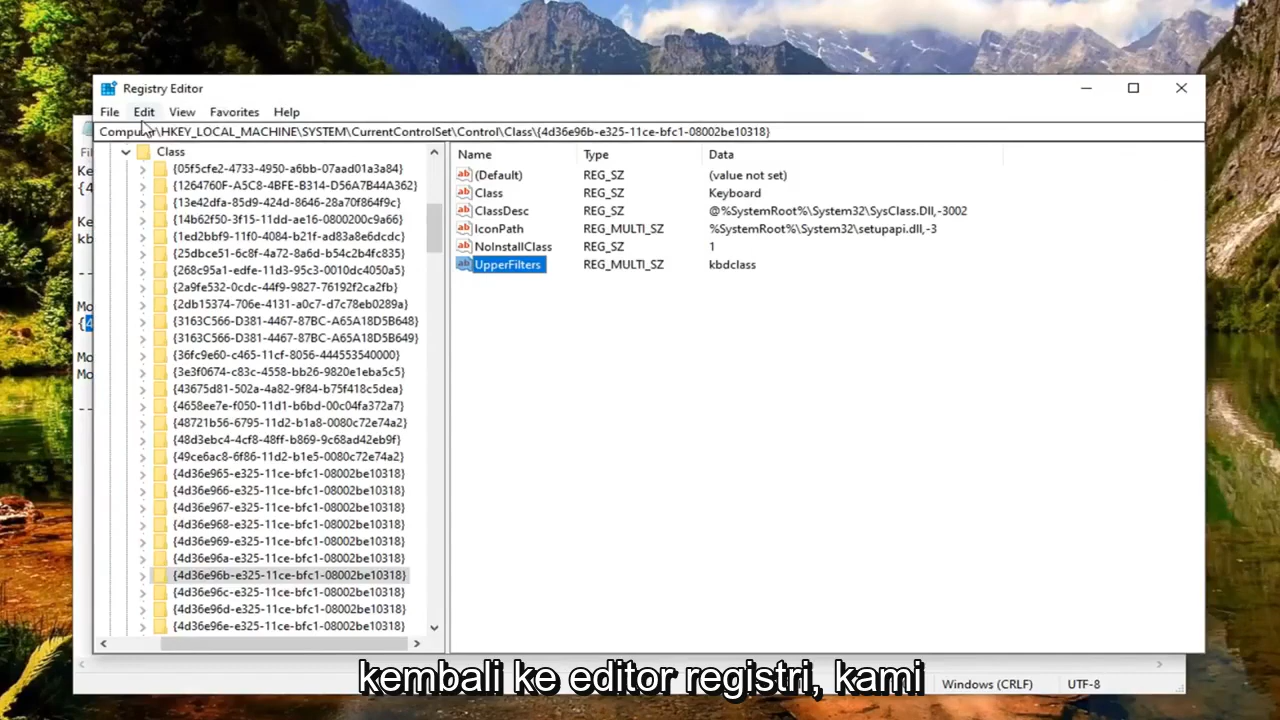 Registry Editor
File Edit View Favorites Help
Computer\HKEY_LOCAL_MACHINE\SYSTEM\CurrentControlSet\Control\Class\{4d36e96b-e325-11ce-bfc1-08002be10318}
Class
{05f5cfe2-4733-4950-a6bb-07aad01a3a84}
{1264760F-A5C8-4BFE-B314-D56A7B44A362}
{13e42dfa-85d9-424d-8646-28a70f864f9c}
{14b62f50-3f15-11dd-ae16-0800200c9a66}
{1ed2bbf9-11f0-4084-b21f-ad83a8e6dcdc}
{25dbce51-6c8f-4a72-8a6d-b54c2b4fc835}
{268c95a1-edfe-11d3-95c3-0010dc4050a5}
{2a9fe532-0cdc-44f9-9827-76192f2ca2fb}
{2db15374-706e-4131-a0c7-d7c78eb0289a}
{3163C566-D381-4467-87BC-A65A18D5B648}
{3163C566-D381-4467-87BC-A65A18D5B649}
{36fc9e60-c465-11cf-8056-444553540000}
{3e3f0674-c83c-4558-bb26-9820e1eba5c5}
{43675d81-502a-4a82-9f84-b75f418c5dea}
{4658ee7e-f050-11d1-b6bd-00c04fa372a7}
{48721b56-6795-11d2-b1a8-0080c72e74a2}
{48d3ebc4-4cf8-48ff-b869-9c68ad42eb9f}
{49ce6ac8-6f86-11d2-b1e5-0080c72e74a2}
{4d36e965-e325-11ce-bfc1-08002be10318}
{4d36e966-e325-11ce-bfc1-08002be10318}
{4d36e967-e325-11ce-bfc1-08002be10318}
{4d36e968-e325-11ce-bfc1-08002be10318}
{4d36e969-e325-11ce-bfc1-08002be10318}
{4d36e96a-e325-11ce-bfc1-08002be10318}
{4d36e96b-e325-11ce-bfc1-08002be10318}
{4d36e96c-e325-11ce-bfc1-08002be10318}
{4d36e96d-e325-11ce-bfc1-08002be10318}
{4d36e96e-e325-11ce-bfc1-08002be10318}
Name Type Data
(Default) REG_SZ (value not set)
Class REG_SZ Keyboard
ClassDesc REG_SZ @%SystemRoot%\System32\SysClass.Dll,-3002
IconPath REG_MULTI_SZ %SystemRoot%\System32\setupapi.dll,-3
NoInstallClass REG_SZ 1
UpperFilters REG_MULTI_SZ kbdclass
Windows (CRLF) UTF-8
kembali ke editor registri, kami